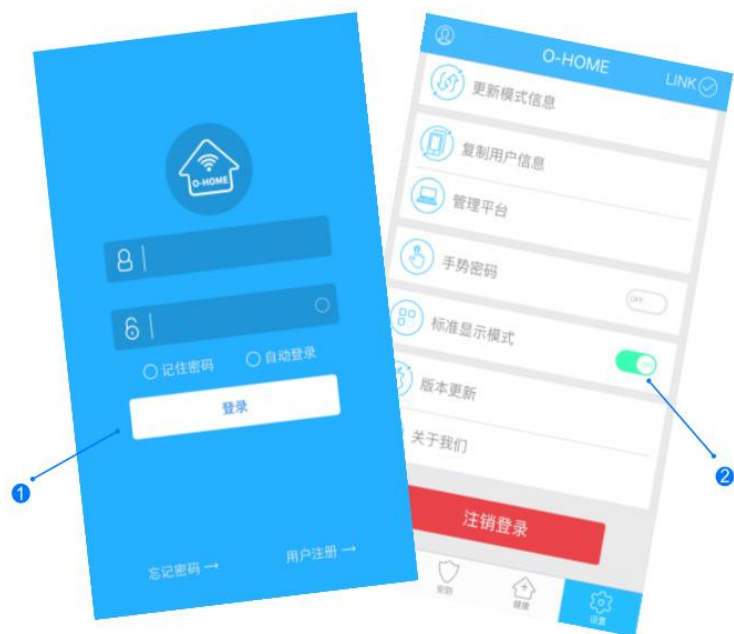 O-HOME
记住密码
自动登录
登录
忘记密码→
用户注册→
1
O-HOME
LINK
更新模式信息
复制用户信息
管理平台
手势密码
OFF
标准显示模式
版本更新
关于我们
注销登录
安防
健康
设置
2